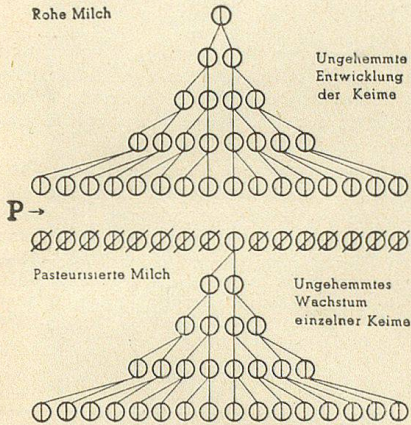 Rohe Milch
Ungehemmte
Entwicklung
der Keime
P→
Pasteurisierte Milch
Ungehemmtes
Wachstum
einzelner Keime